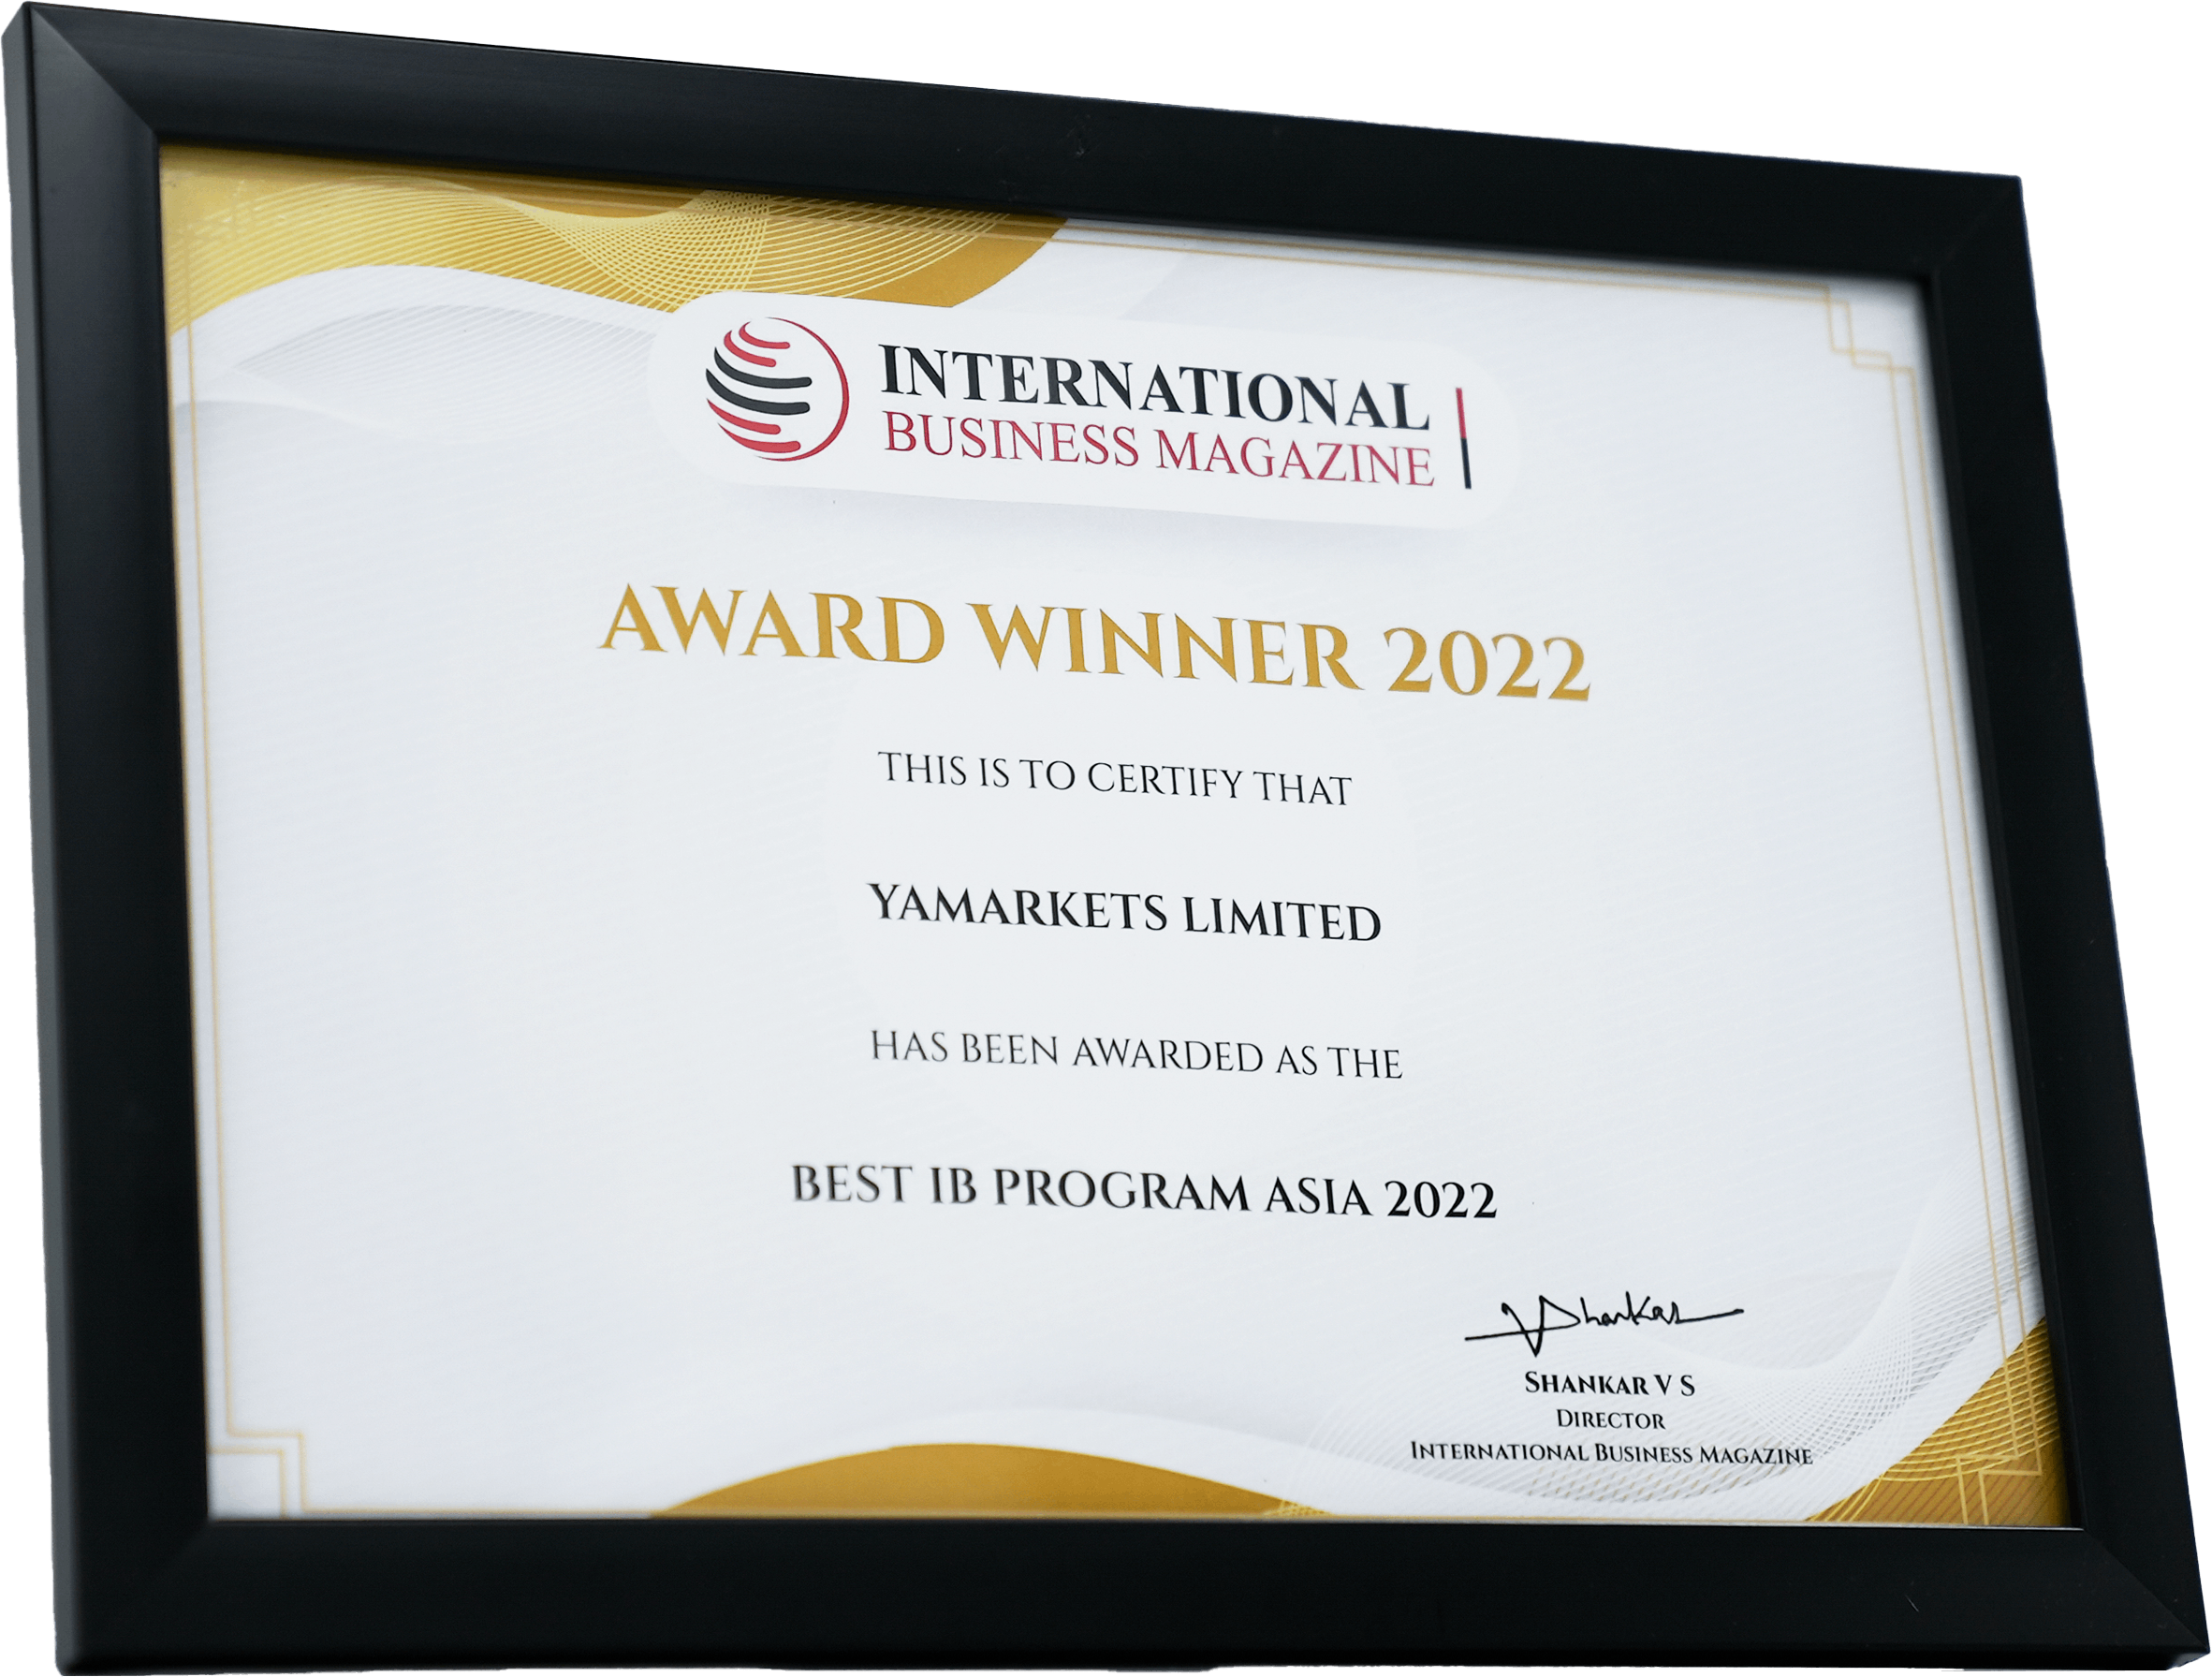 INTERNATIONAL
BUSINESS MAGAZINE
AWARD WINNER 2022
THIS IS TO CERTIFY THAT
YAMARKETS LIMITED
HAS BEEN AWARDED AS THE
BEST IB PROGRAM ASIA 2022
VShankar
SHANKAR V S
DIRECTOR
INTERNATIONAL BUSINESS MAGAZINE